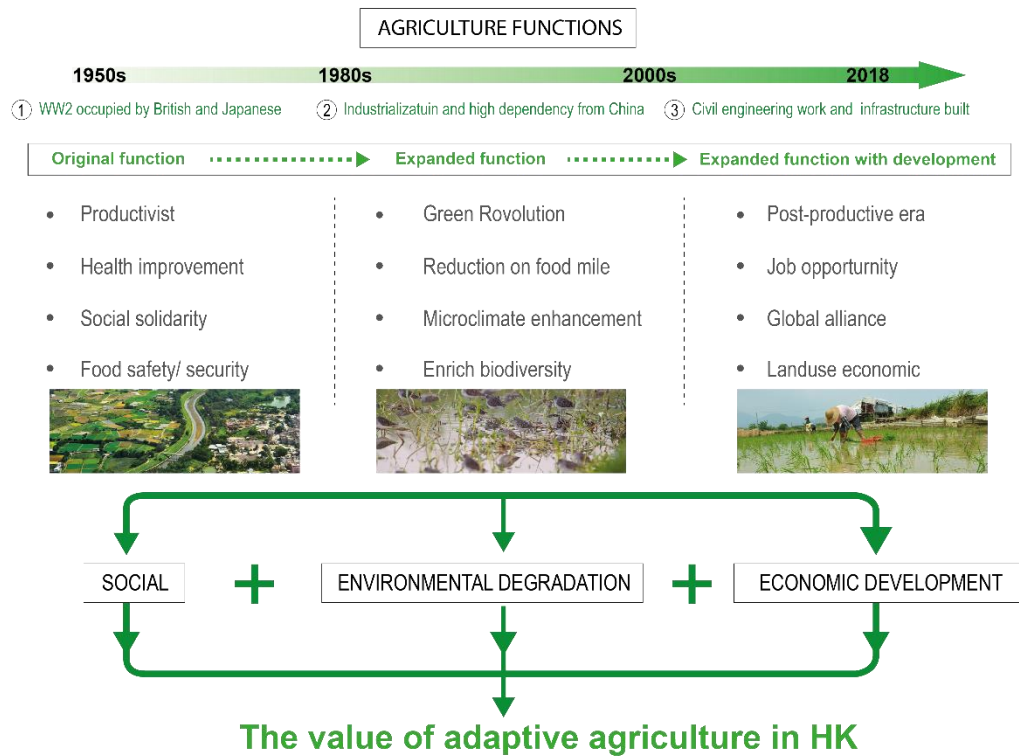 AGRICULTURE FUNCTIONS
1950s 1980s 2000s 2018
1 WW2 occupied by British and Japanese
2 Industrializatuin and high dependency from China
3 Civil engineering work and infrastructure built
Original function Expanded function Expanded function with development
• Productivist
• Health improvement
• Social solidarity
• Food safety/ security
• Green Rovolution
• Reduction on food mile
• Microclimate enhancement
• Enrich biodiversity
• Post-productive era
• Job opporturnity
• Global alliance
• Landuse economic
SOCIAL + ENVIRONMENTAL DEGRADATION + ECONOMIC DEVELOPMENT
The value of adaptive agriculture in HK